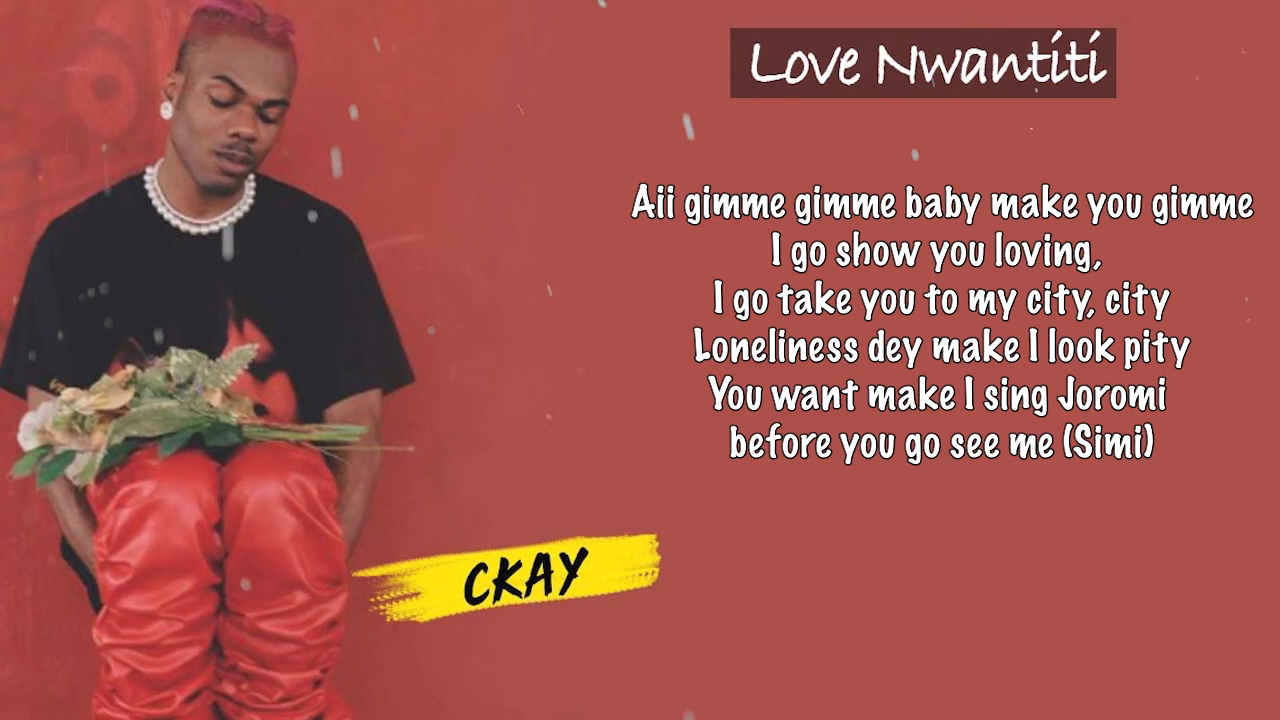 Love Nwantiti
Aii gimme gimme baby make you gimme
I go show you loving,
I go take you to my city, city
Loneliness dey make I look pity
You want make I sing Joromi
before you go see me (Simi)
CKAY